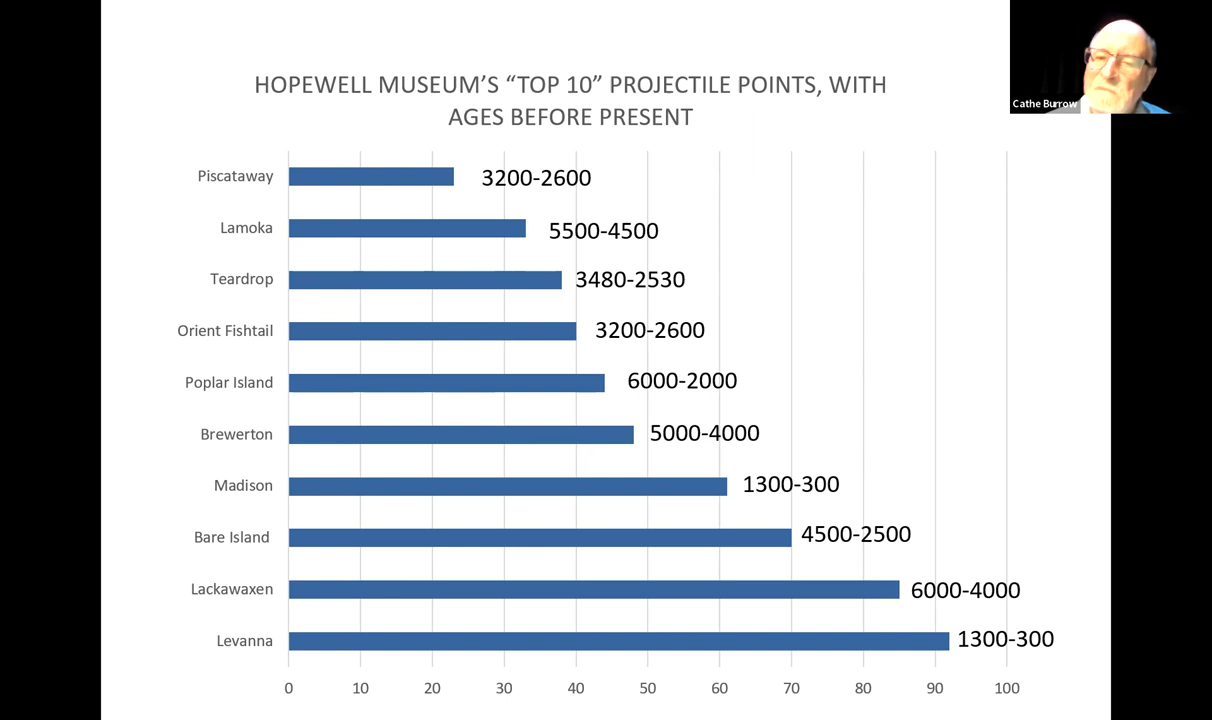 HOPEWELL MUSEUM'S “TOP 10” PROJECTILE POINTS, WITH
AGES BEFORE PRESENT
Cathe Burrow
Piscataway 3200-2600
Lamoka 5500-4500
Teardrop 3480-2530
Orient Fishtail 3200-2600
Poplar Island 6000-2000
Brewerton 5000-4000
Madison 1300-300
Bare Island 4500-2500
Lackawaxen 6000-4000
Levanna 1300-300
0 10 20 30 40 50 60 70 80 90 100